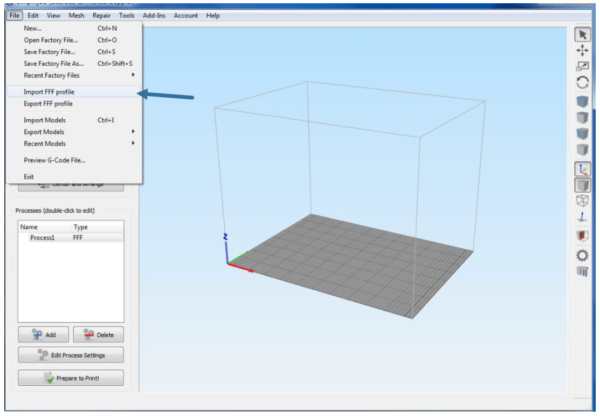 File Edit View Mesh Repair Tools Add-Ins Account Help
New... Ctrl+N
Open Factory File... Ctrl+O
Save Factory File... Ctrl+S
Save Factory File As... Ctrl+Shift+S
Recent Factory Files
Import FFF profile
Export FFF profile
Import Models Ctrl+I
Export Models
Recent Models
Preview G-Code File...
Exit
and Arrange
Processes (double-click to edit)
Name Type
Process1 FFF
Add Delete
Edit Process Settings
Prepare to Print!
Z